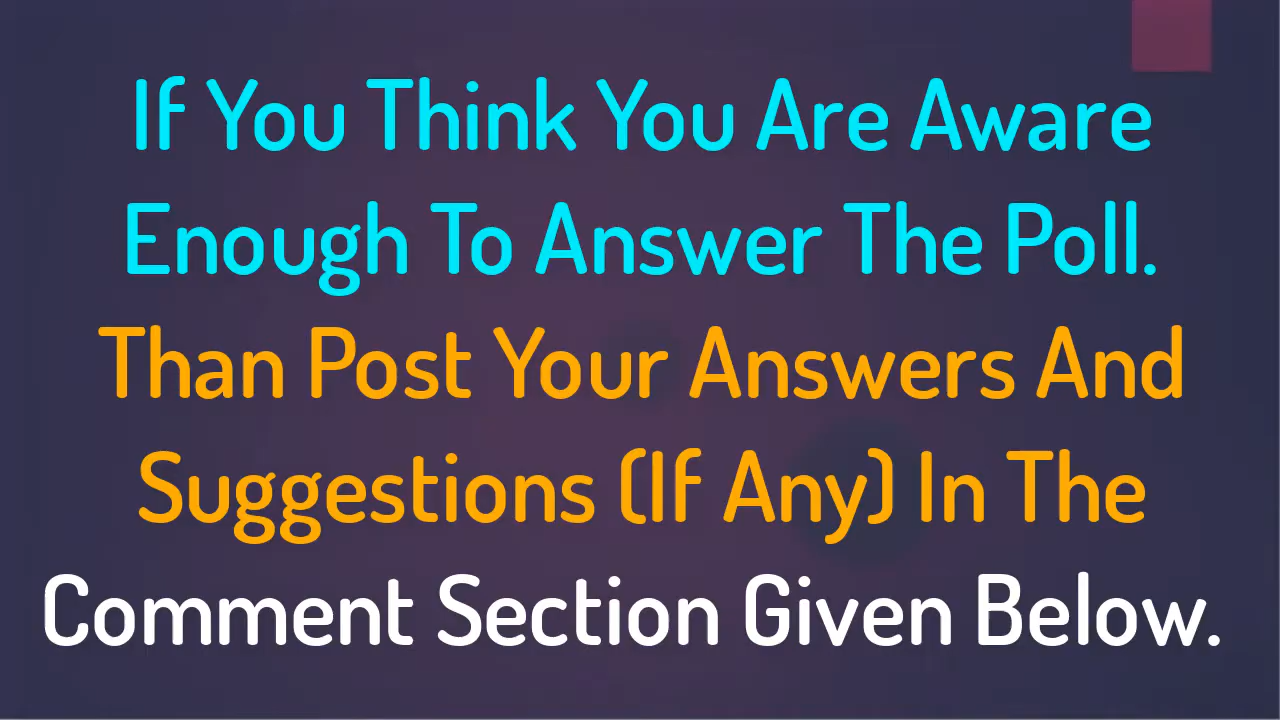 If You Think You Are Aware
Enough To Answer The Poll.
Than Post Your Answers And
Suggestions (If Any) In The
Comment Section Given Below.